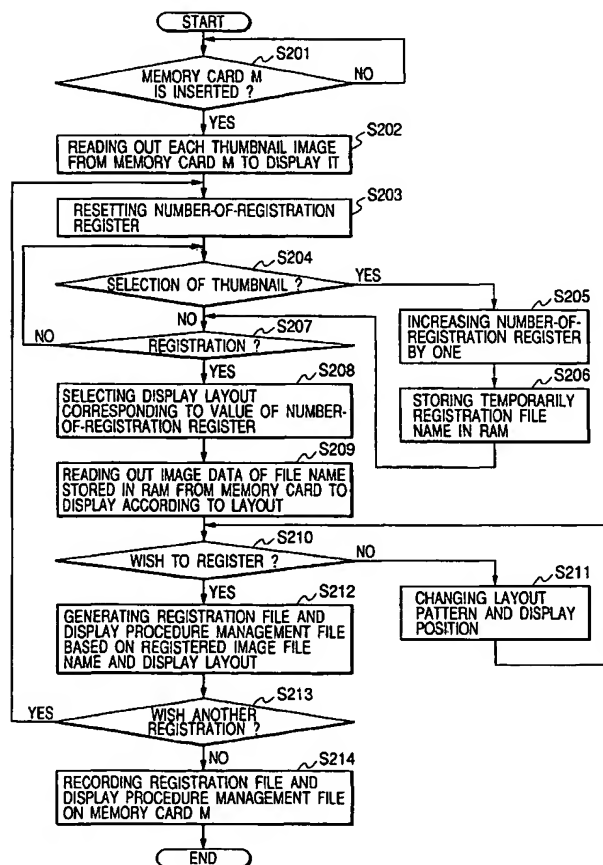 START
S201
MEMORY CARD M
IS INSERTED ?
NO
YES
S202
READING OUT EACH THUMBNAIL IMAGE
FROM MEMORY CARD M TO DISPLAY IT
S203
RESETTING NUMBER-OF-REGISTRATION
REGISTER
S204
SELECTION OF THUMBNAIL ?
YES
NO
S205
INCREASING NUMBER-OF-
REGISTRATION REGISTER
BY ONE
S206
STORING TEMPORARILY
REGISTRATION FILE
NAME IN RAM
S207
REGISTRATION ?
NO
YES
S208
SELECTING DISPLAY LAYOUT
CORRESPONDING TO VALUE OF NUMBER-
OF-REGISTRATION REGISTER
S209
READING OUT IMAGE DATA OF FILE NAME
STORED IN RAM FROM MEMORY CARD TO
DISPLAY ACCORDING TO LAYOUT
S210
WISH TO REGISTER ?
NO
YES
S211
CHANGING LAYOUT
PATTERN AND DISPLAY
POSITION
S212
GENERATING REGISTRATION FILE AND
DISPLAY PROCEDURE MANAGEMENT FILE
BASED ON REGISTERED IMAGE FILE
NAME AND DISPLAY LAYOUT
S213
YES
WISH ANOTHER
REGISTRATION ?
NO
S214
RECORDING REGISTRATION FILE AND
DISPLAY PROCEDURE MANAGEMENT FILE
ON MEMORY CARD M
END